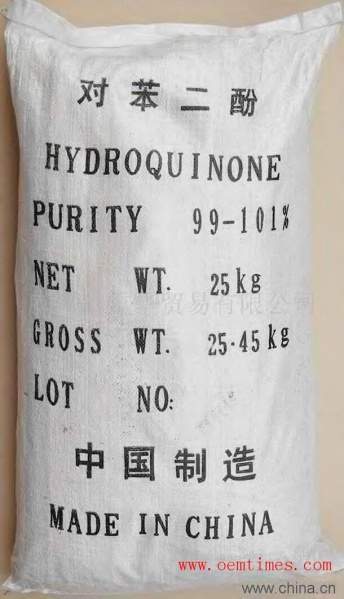 对苯二酚
HYDROQUINONE
PURITY 99-101%
NET WT. 25kg
GROSS WT. 25·45kg
LOT NO:
中国制造
MADE IN CHINA
www.oemtimes.com
www.china.cn